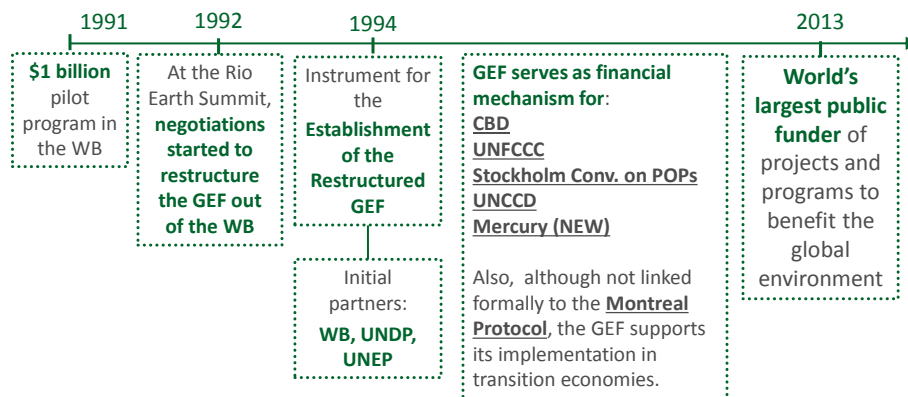 1991
1992
1994
2013
$1 billion
pilot
program in
the WB
At the Rio
Earth Summit,
negotiations
started to
restructure
the GEF out
of the WB
Instrument for
the
Establishment
of the
Restructured
GEF
Initial
partners:
WB, UNDP,
UNEP
GEF serves as financial
mechanism for:
CBD
UNFCCC
Stockholm Conv. on POPs
UNCCD
Mercury (NEW)
Also, although not linked
formally to the Montreal
Protocol, the GEF supports
its implementation in
transition economies.
World's
largest public
funder of
projects and
programs to
benefit the
global
environment